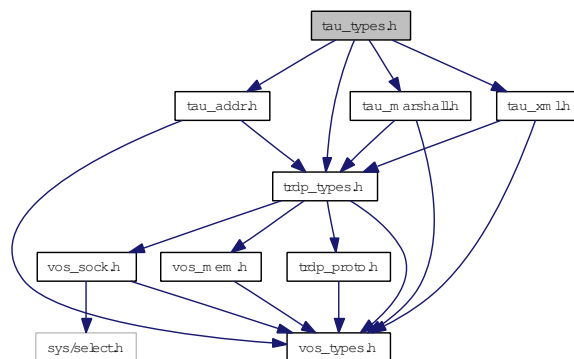 tau_types.h
tau_addr.h
tau_marshall.h
tau_xml.h
trdp_types.h
vos_sock.h
vos_mem.h
trdp_proto.h
sys/select.h
vos_types.h